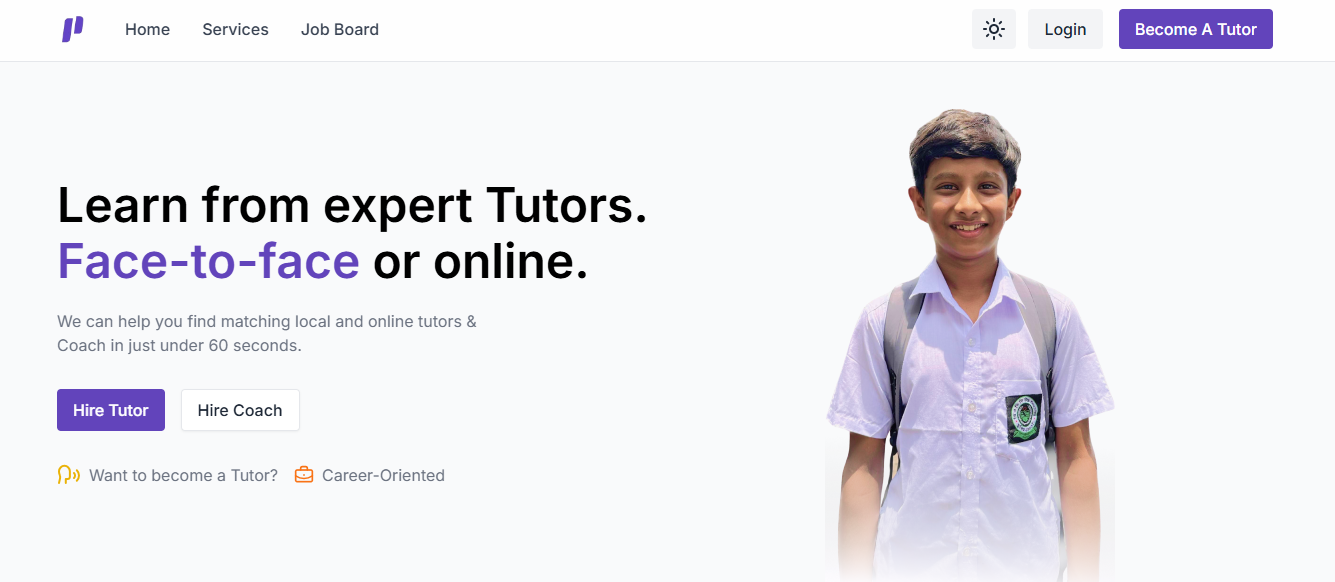 Home Services Job Board Login Become A Tutor
Learn from expert Tutors.
Face-to-face or online.
We can help you find matching local and online tutors &
Coach in just under 60 seconds.
Hire Tutor Hire Coach
Want to become a Tutor? Career-Oriented